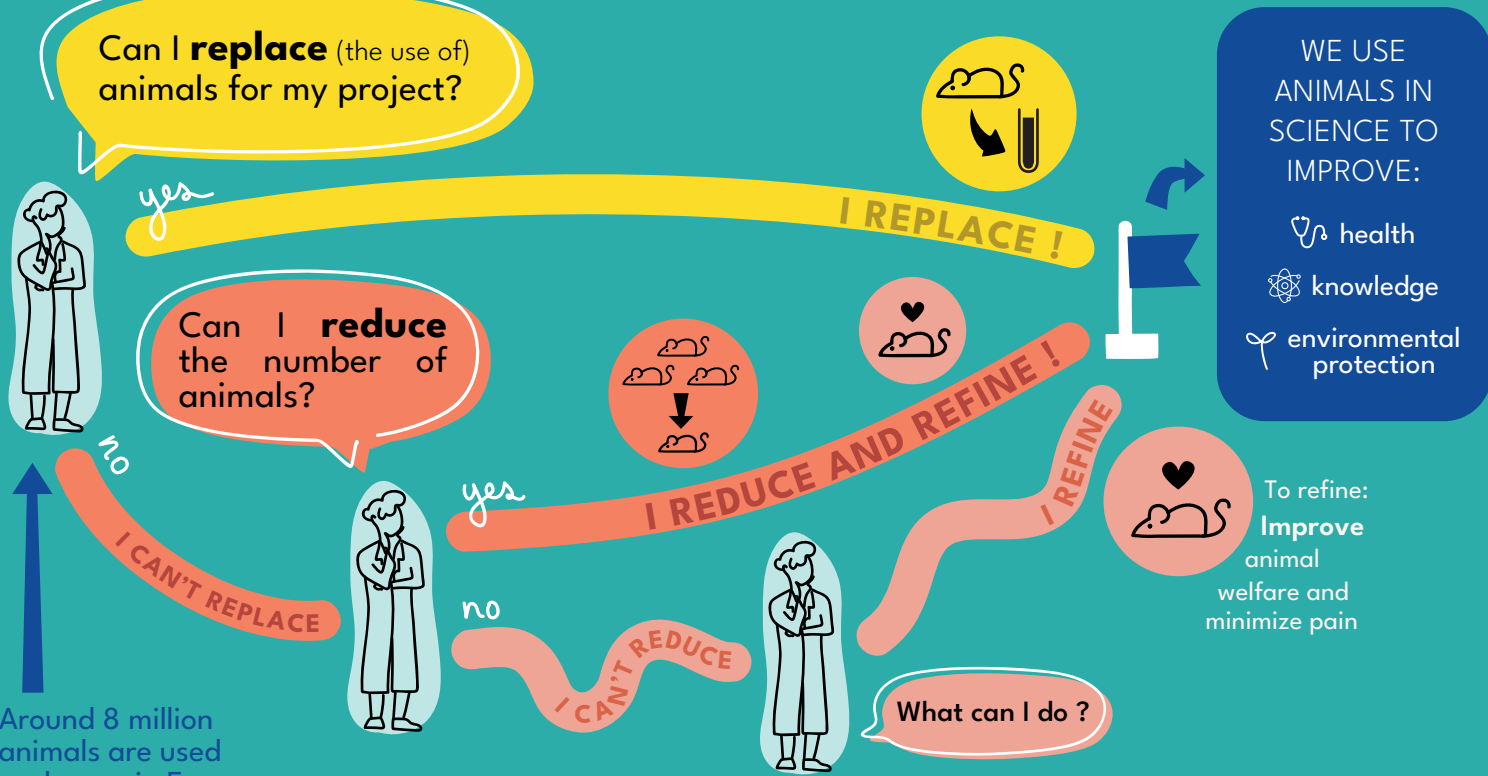 Can I replace (the use of)
animals for my project?
yes
I REPLACE !
WE USE
ANIMALS IN
SCIENCE TO
IMPROVE:
health
knowledge
environmental
protection
Can I reduce
the number of
animals?
no
I CAN'T REPLACE
yes
I REDUCE AND REFINE !
no
I CAN'T REDUCE
I REFINE
To refine:
Improve
animal
welfare and
minimize pain
What can I do ?
Around 8 million
animals are used